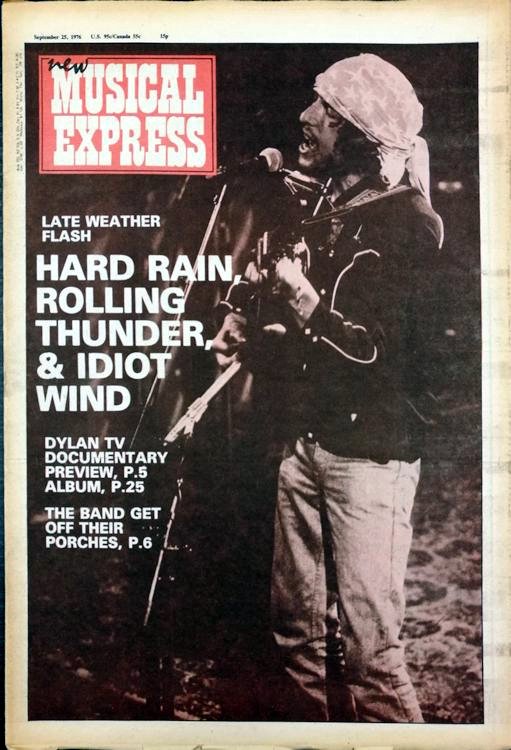 September 25, 1976 U.S. 95c/Canada 55c 15p
new
MUSICAL
EXPRESS
LATE WEATHER
FLASH
HARD RAIN,
ROLLING
THUNDER,
& IDIOT
WIND
DYLAN TV
DOCUMENTARY
PREVIEW, P.5
ALBUM, P.25
THE BAND GET
OFF THEIR
PORCHES, P.6